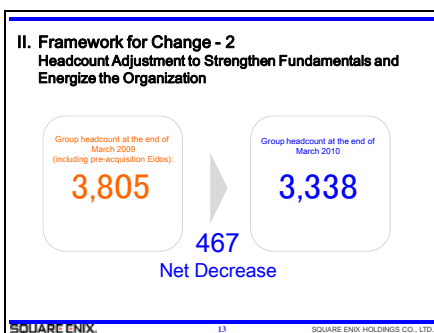 II. Framework for Change - 2
Headcount Adjustment to Strengthen Fundamentals and
Energize the Organization
Group headcount at the end of
March 2009
(including pre-acquisition Eidos):
3,805
Group headcount at the end of
March 2010
3,338
467
Net Decrease
SQUARE ENIX.
13
SQUARE ENIX HOLDINGS CO., LTD.